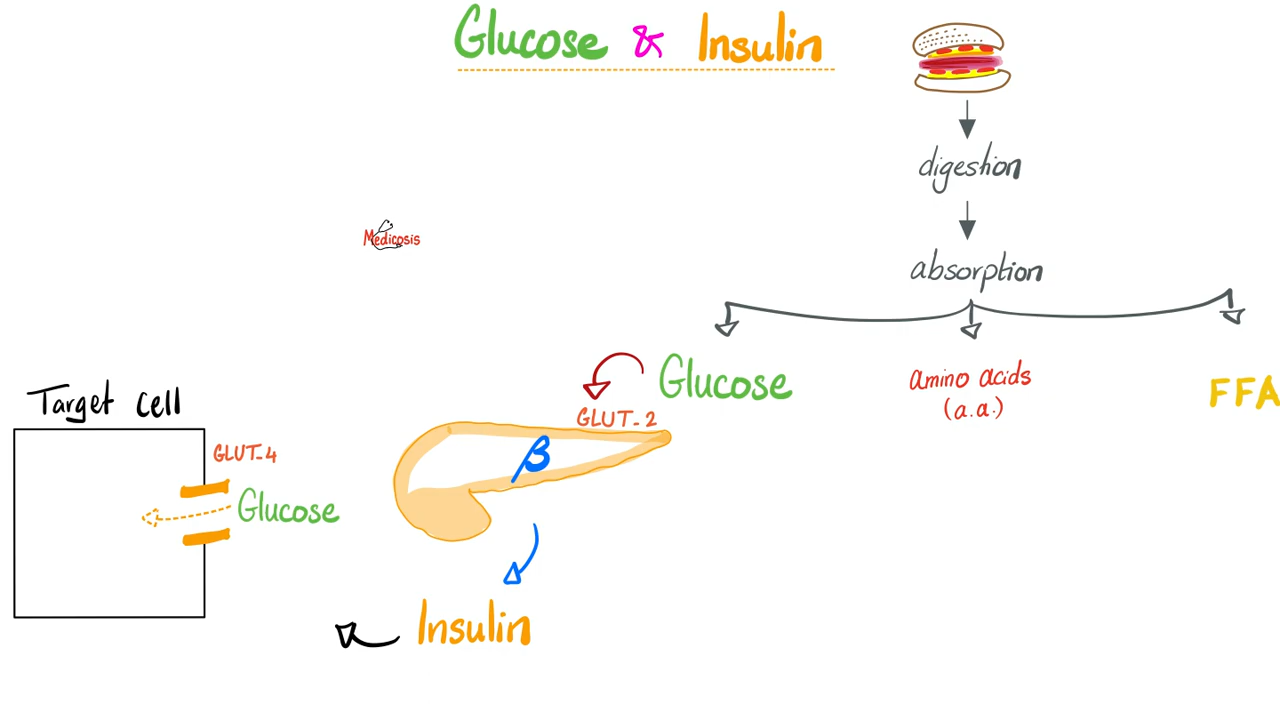 Glucose & Insulin
digestion
Medicosis
absorption
Glucose
amino acids
(a.a.)
FFA
Target cell
GLUT-2
GLUT-4
β
Glucose
Insulin